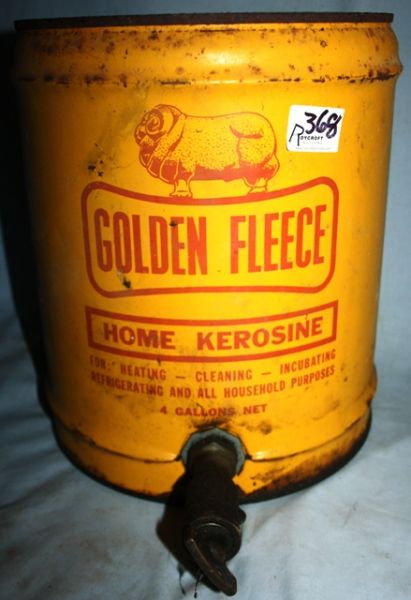 368
ROYCROFT
GOLDEN FLEECE
HOME KEROSINE
FOR: HEATING — CLEANING — INCUBATING
REFRIGERATING AND ALL HOUSEHOLD PURPOSES
4 GALLONS NET